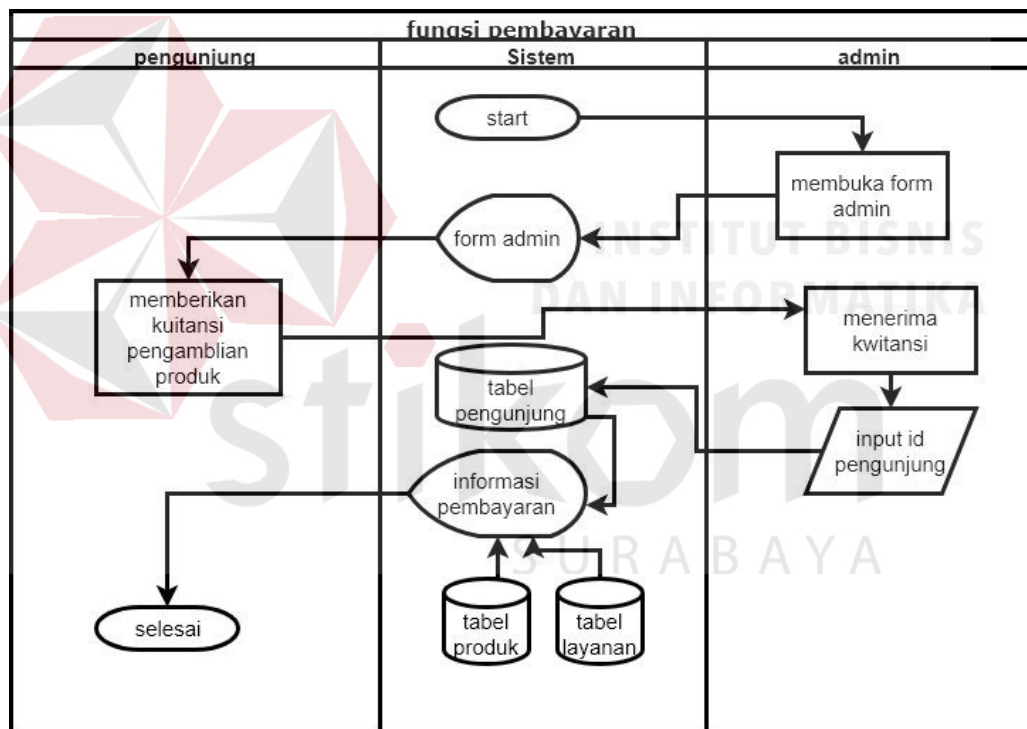 fungsi pembayaran
pengunjung
Sistem
admin
start
membuka form
admin
form admin
INSTITUT BISNIS
DAN INFORMATIKA
memberikan
kuitansi
pengamblian
produk
menerima
kwitansi
stikom
tabel
pengunjung
input id
pengunjung
informasi
pembayaran
SURABAYA
selesai
tabel
produk
tabel
layanan